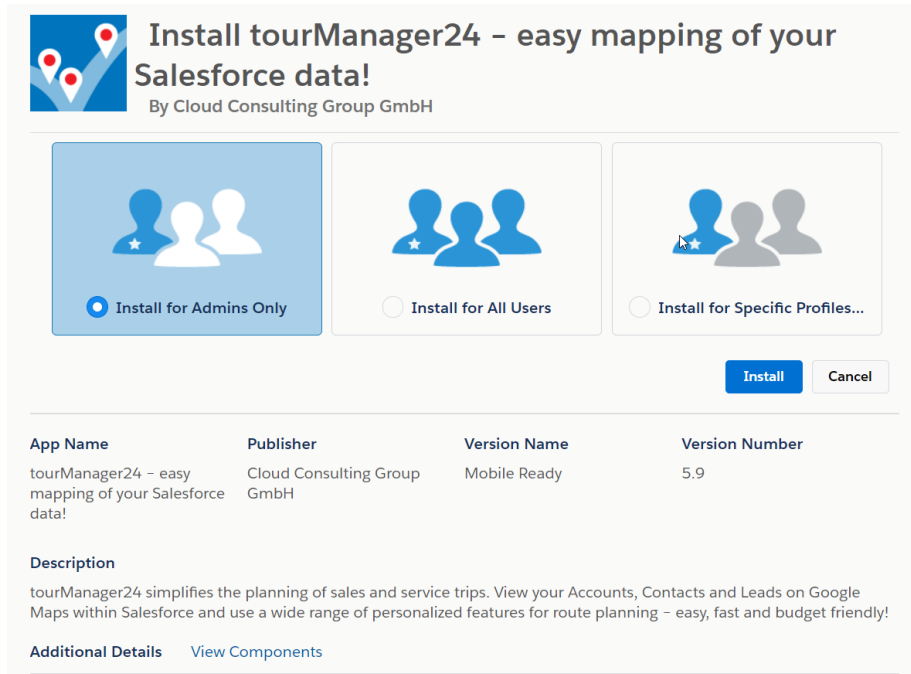 Install tourManager24 – easy mapping of your
Salesforce data!
By Cloud Consulting Group GmbH
Install for Admins Only
Install for All Users
Install for Specific Profiles...
Install
Cancel
App Name
tourManager24 – easy
mapping of your Salesforce
data!
Publisher
Cloud Consulting Group
GmbH
Version Name
Mobile Ready
Version Number
5.9
Description
tourManager24 simplifies the planning of sales and service trips. View your Accounts, Contacts and Leads on Google
Maps within Salesforce and use a wide range of personalized features for route planning – easy, fast and budget friendly!
Additional Details
View Components